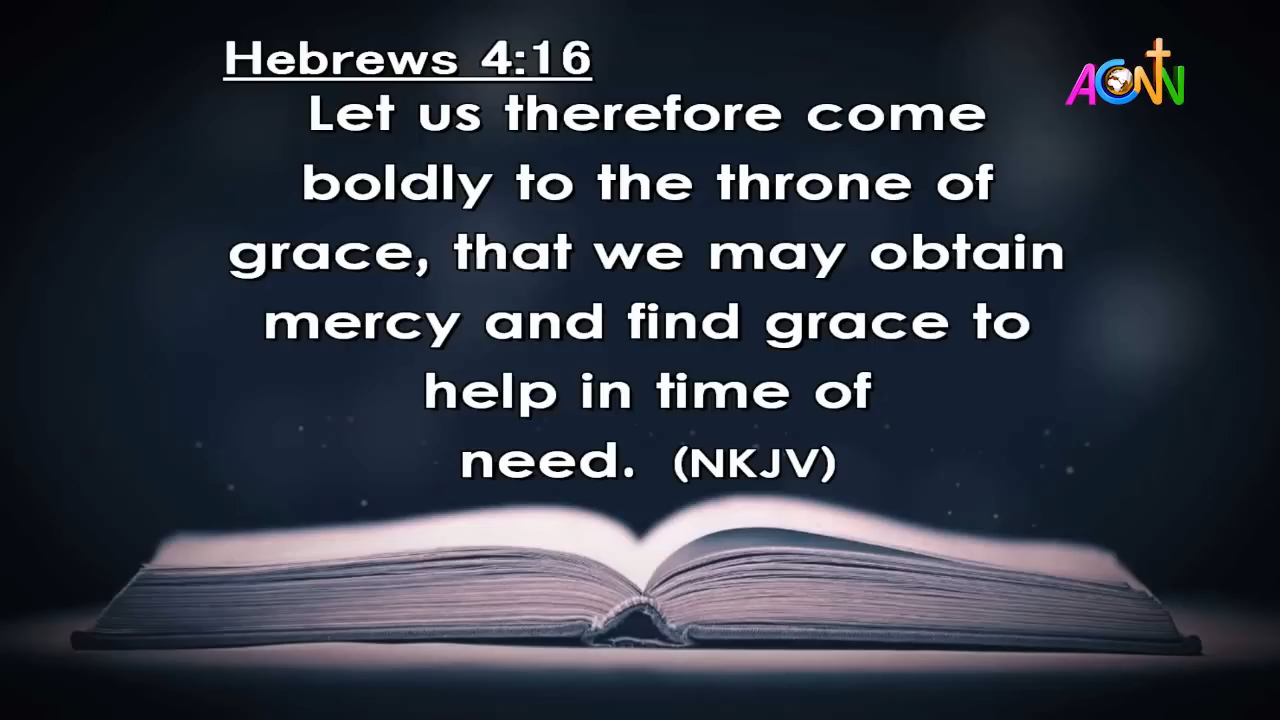 Hebrews 4:16
ACNN
Let us therefore come
boldly to the throne of
grace, that we may obtain
mercy and find grace to
help in time of
need. (NKJV)